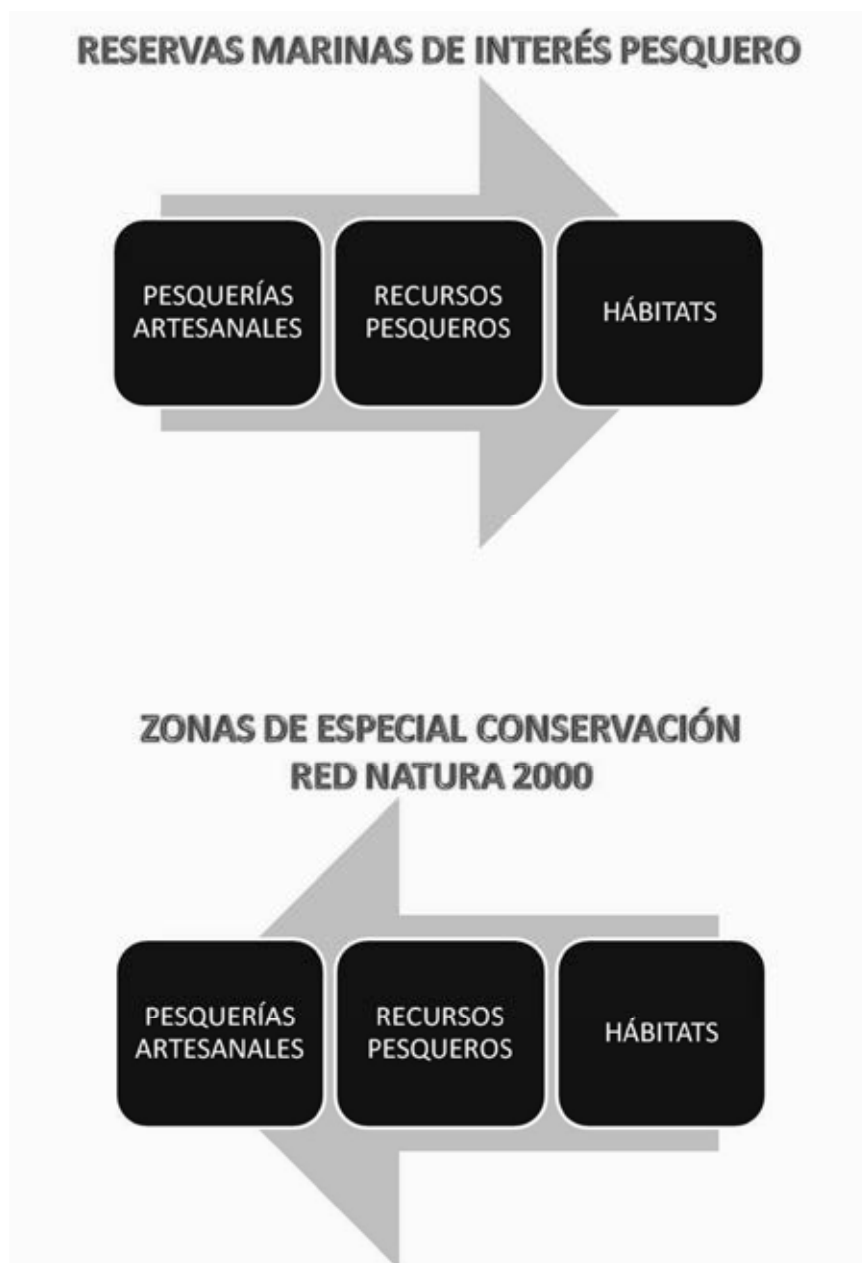 RESERVAS MARINAS DE INTERÉS PESQUERO
PESQUERÍAS
ARTESANALES
RECURSOS
PESQUEROS
HÁBITATS
ZONAS DE ESPECIAL CONSERVACIÓN
RED NATURA 2000
PESQUERÍAS
ARTESANALES
RECURSOS
PESQUEROS
HÁBITATS